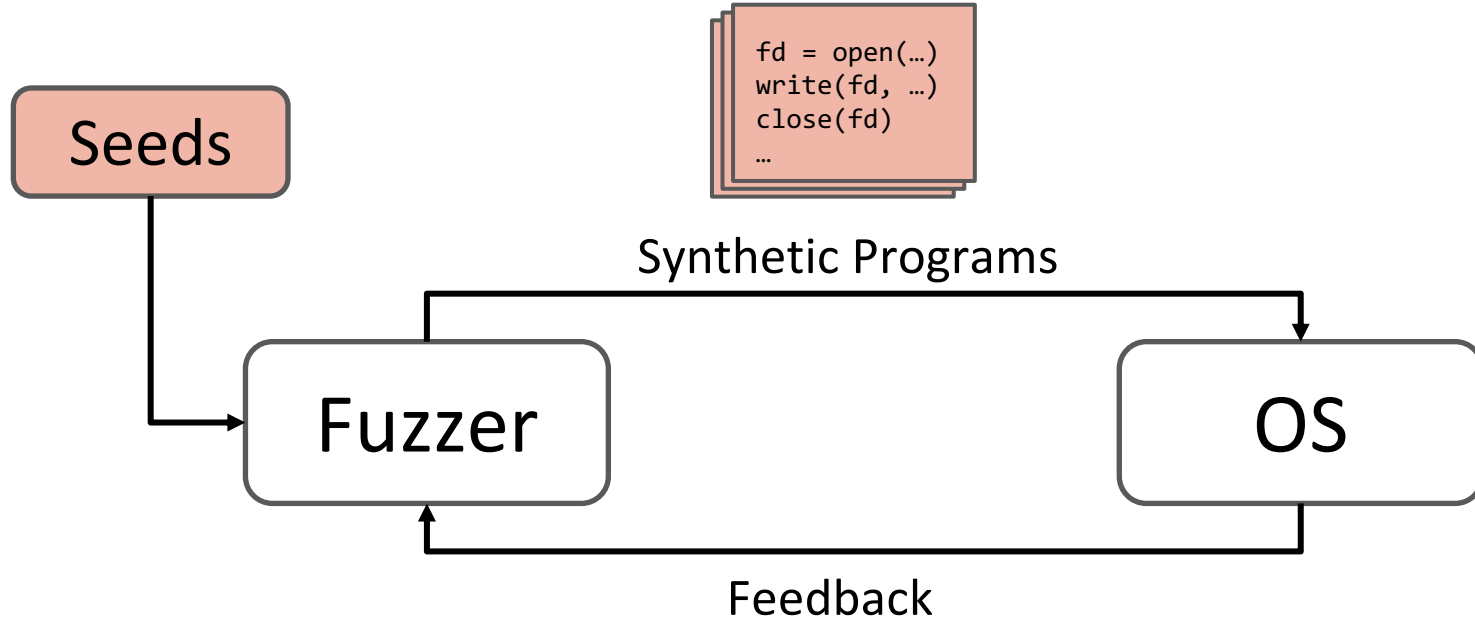 fd = open(…)
write(fd, …)
close(fd)
…
Seeds
Synthetic Programs
Fuzzer
OS
Feedback